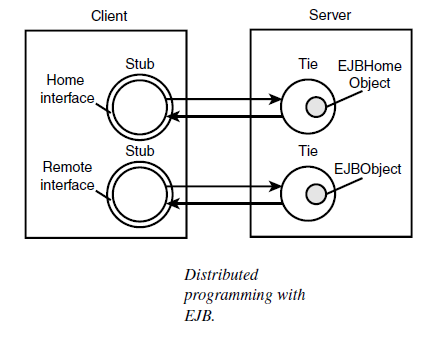 Client
Server
Stub
Tie
EJBHome
Object
Home
interface
Stub
Tie
Remote
interface
EJBObject
Distributed
programming with
EJB.